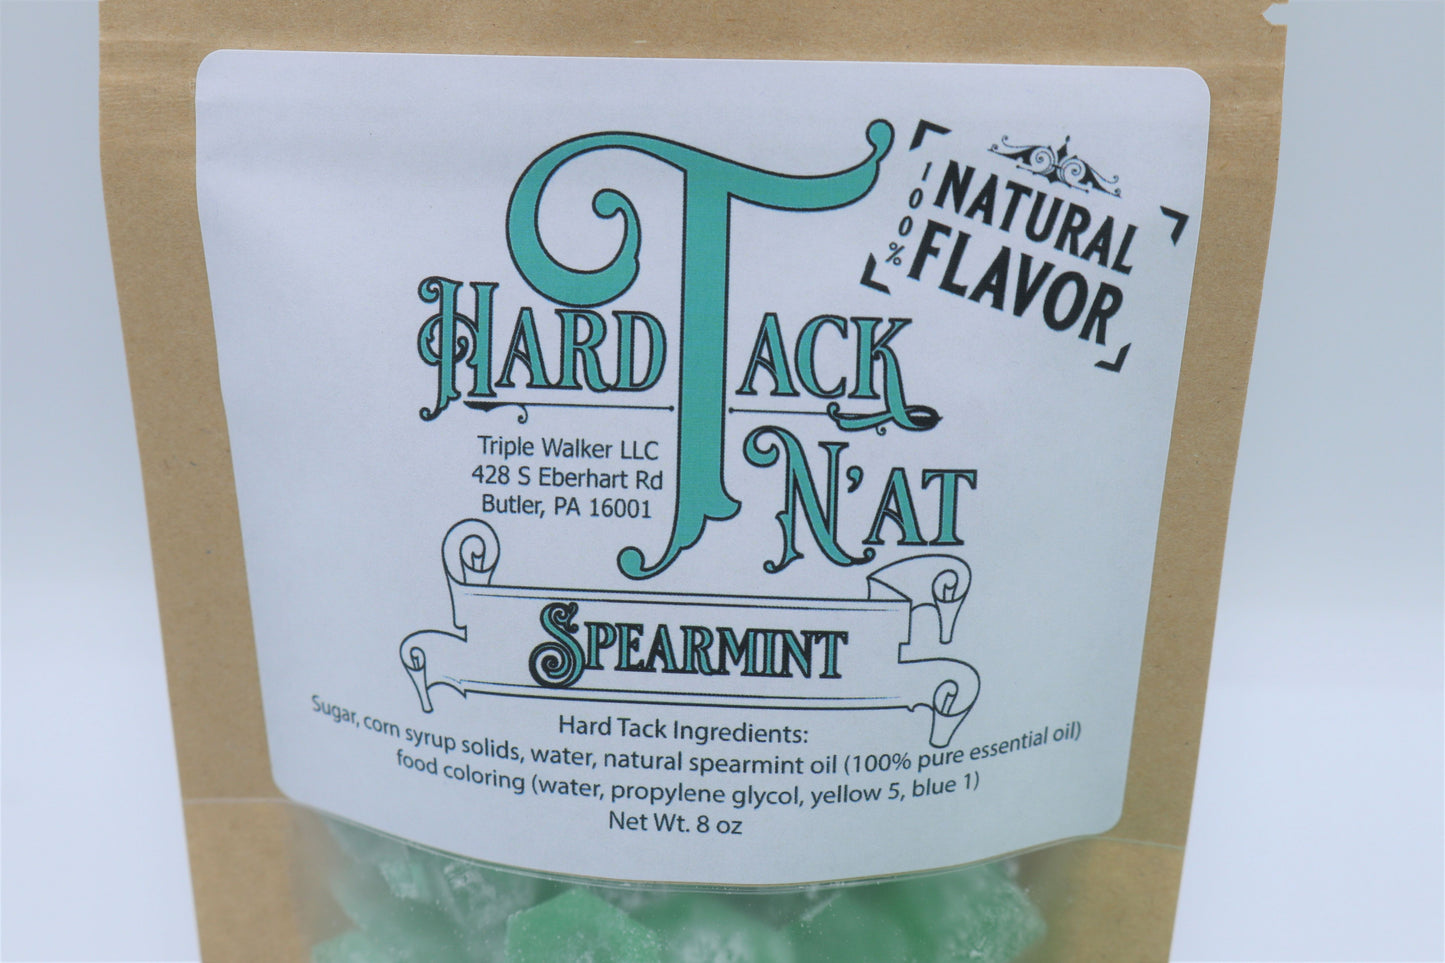 100%
NATURAL
FLAVOR
HARD TACK
N'AT
Triple Walker LLC
428 S Eberhart Rd
Butler, PA 16001
SPEARMINT
Hard Tack Ingredients:
Sugar, corn syrup solids, water, natural spearmint oil (100% pure essential oil)
food coloring (water, propylene glycol, yellow 5, blue 1)
Net Wt. 8 oz